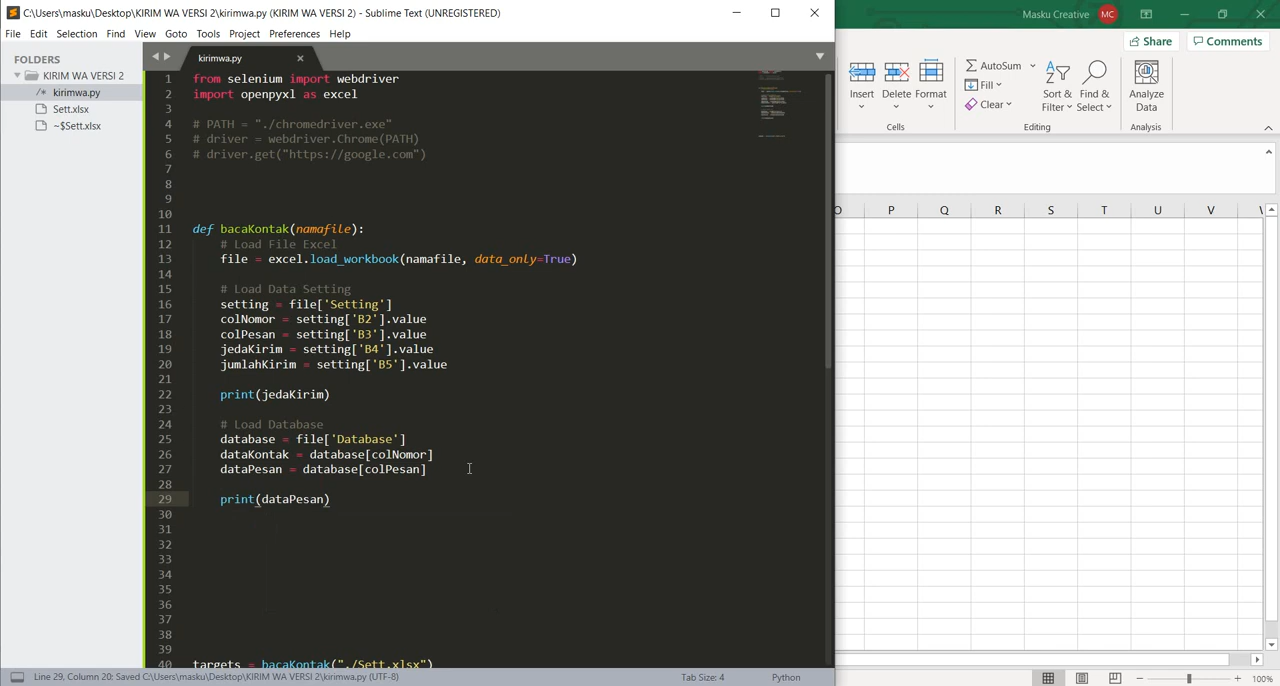 C:\Users\masku\Desktop\KIRIM WA VERSI 2\kirimwa.py (KIRIM WA VERSI 2) - Sublime Text (UNREGISTERED)
Masku Creative MC
File Edit Selection Find View Goto Tools Project Preferences Help
Share Comments
FOLDERS
KIRIM WA VERSI 2
/* kirimwa.py
Sett.xlsx
~$Sett.xlsx
kirimwa.py
1 from selenium import webdriver
2 import openpyxl as excel
3
4 # PATH = "./chromedriver.exe"
5 # driver = webdriver.Chrome(PATH)
6 # driver.get("https://google.com")
7
8
9
10
11 def bacaKontak(namafile):
12 # Load File Excel
13 file = excel.load_workbook(namafile, data_only=True)
14
15 # Load Data Setting
16 setting = file['Setting']
17 colNomor = setting['B2'].value
18 colPesan = setting['B3'].value
19 jedaKirim = setting['B4'].value
20 jumlahKirim = setting['B5'].value
21
22 print(jedaKirim)
23
24 # Load Database
25 database = file['Database']
26 dataKontak = database[colNomor]
27 dataPesan = database[colPesan]
28
29 print(dataPesan)
30
31
32
33
34
35
36
37
38
39
40 targets = bacaKontak("./Sett.xlsx")
Insert Delete Format
Cells
AutoSum
Fill
Clear
Sort & Filter
Find & Select
Editing
Analyze Data
Analysis
O P Q R S T U V
Line 29, Column 20: Saved C:\Users\masku\Desktop\KIRIM WA VERSI 2\kirimwa.py (UTF-8) Tab Size: 4 Python
100%